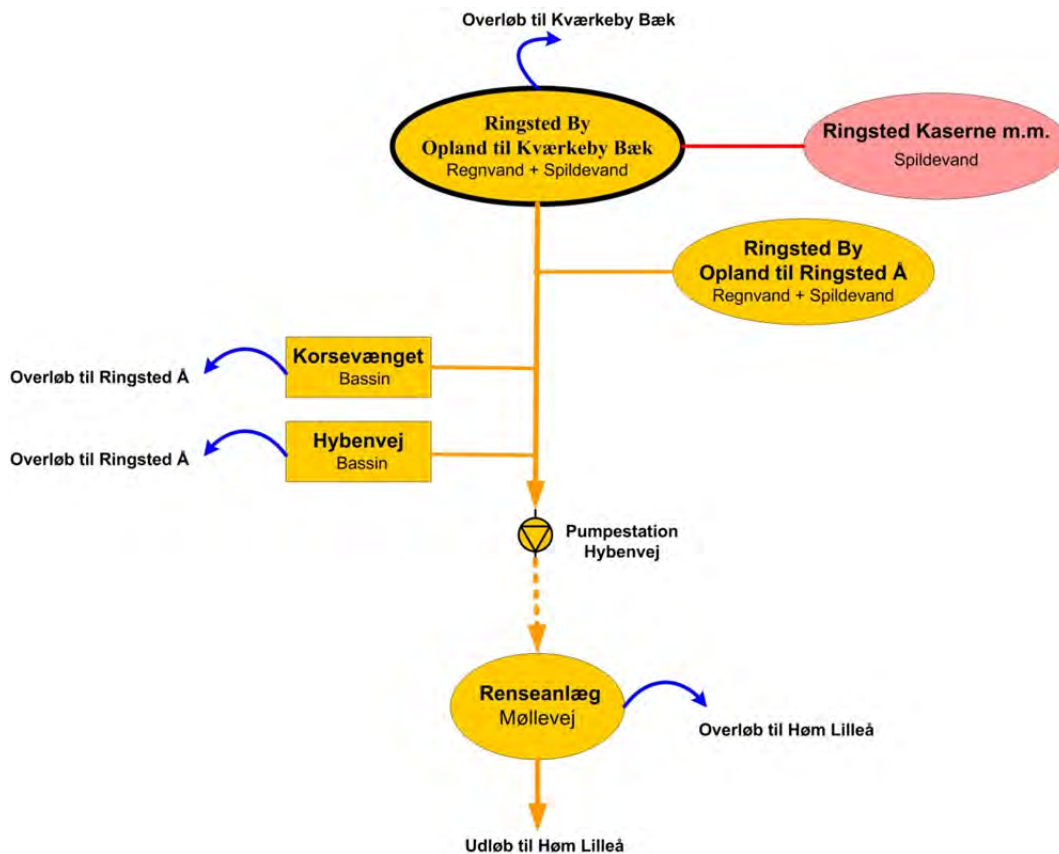 Overløb til Kværkeby Bæk
Ringsted By
Opland til Kværkeby Bæk
Regnvand + Spildevand
Ringsted Kaserne m.m.
Spildevand
Ringsted By
Opland til Ringsted Å
Regnvand + Spildevand
Korsevænget
Bassin
Overløb til Ringsted Å
Hybenvej
Bassin
Overløb til Ringsted Å
Pumpestation
Hybenvej
Renseanlæg
Møllevej
Overløb til Høm Lilleå
Udløb til Høm Lilleå